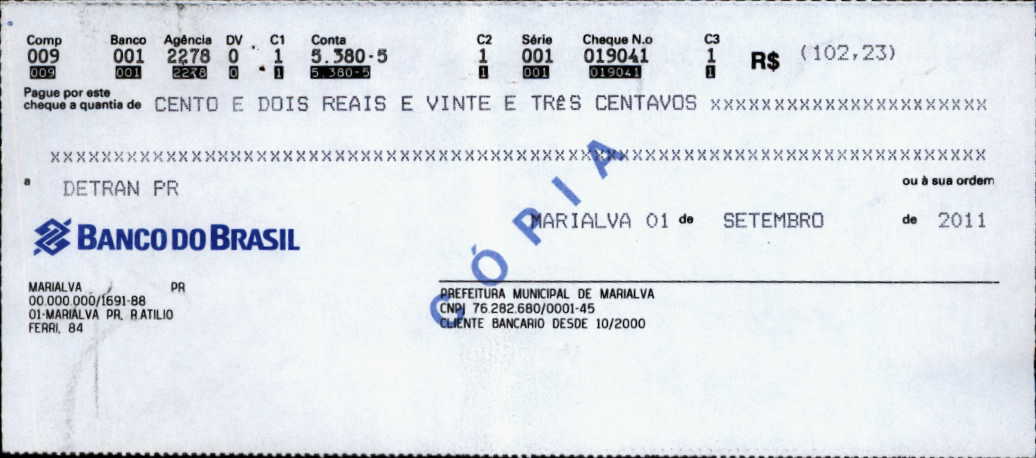 Comp Banco Agência DV C1 Conta C2 Série Cheque N.o C3
009 001 2278 0 1 5.380-5 1 001 019041 1 R$ (102,23)
009 001 2278 0 1 5.380-5 1 001 019041 1
Pague por este
cheque a quantia de CENTO E DOIS REAIS E VINTE E TRÊS CENTAVOS XXXXXXXXXXXXXXXXXXXXXX
XXXXXXXXXXXXXXXXXXXXXXXXXXXXXXXXXXXXXXXXXXXXXXXXXXXXXXXXXXXXXXXXXXXXXXXXXX
a DETRAN PR ou à sua ordem
MARIALVA 01 de SETEMBRO de 2011
BANCO DO BRASIL
CÓPIA
MARIALVA PR
00.000.000/1691-88
01-MARIALVA PR, R.ATILIO
FERRI, 84
PREFEITURA MUNICIPAL DE MARIALVA
CNPJ 76.282.680/0001-45
CLIENTE BANCARIO DESDE 10/2000